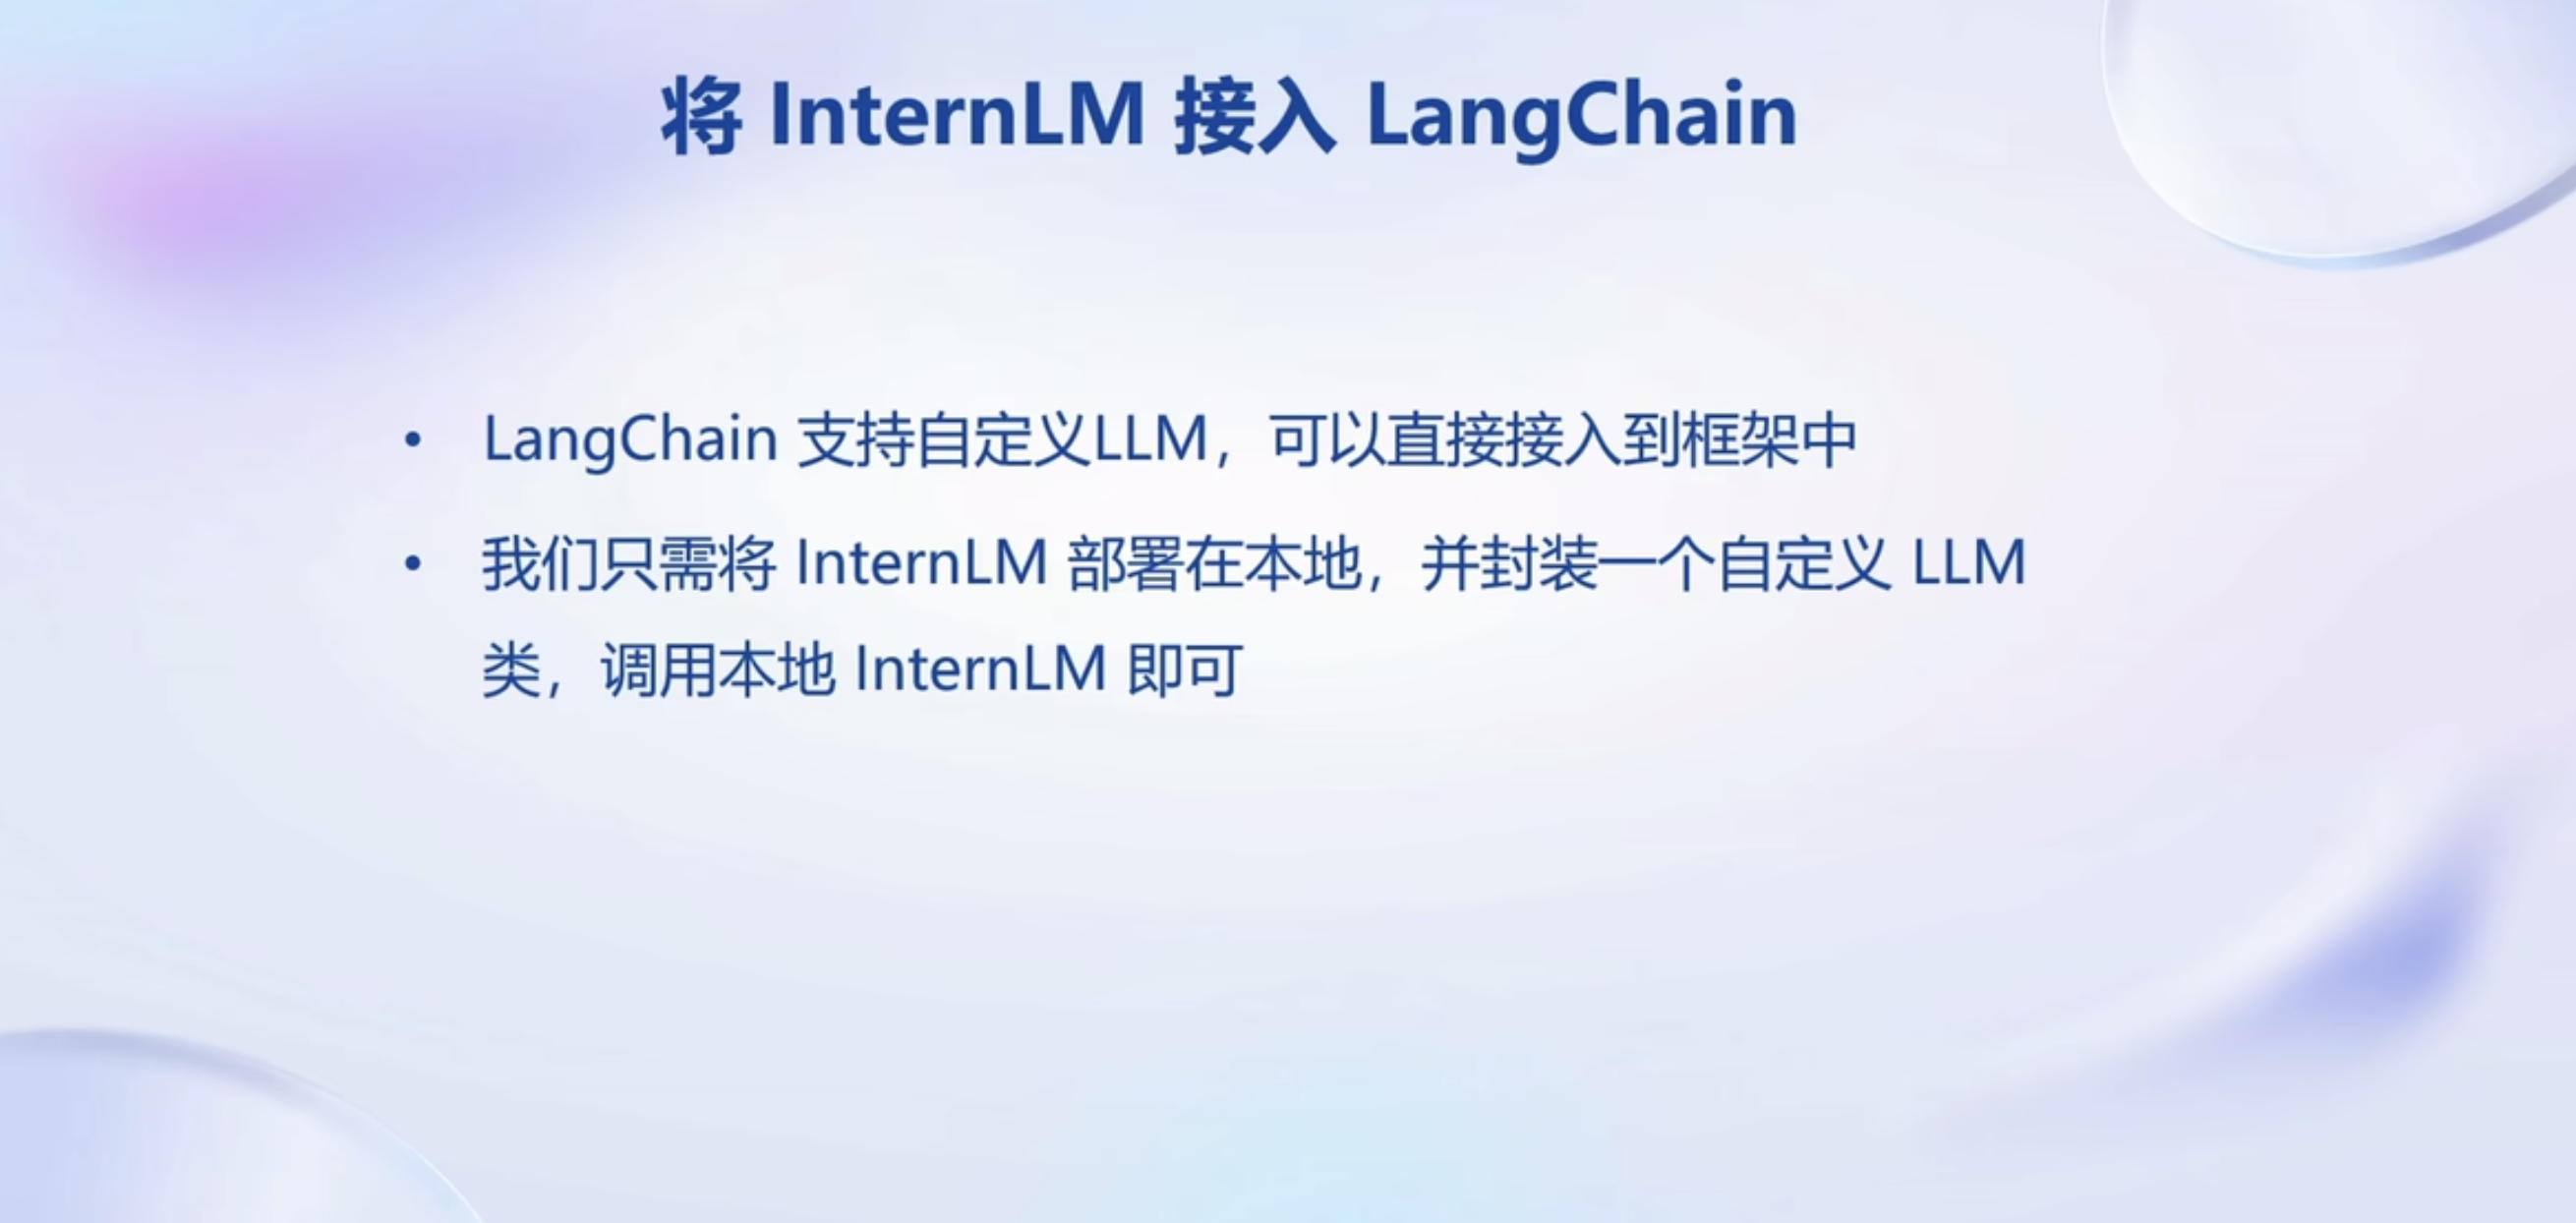 将 InternLM 接入 LangChain
• LangChain 支持自定义LLM，可以直接接入到框架中
• 我们只需将 InternLM 部署在本地，并封装一个自定义 LLM
类，调用本地 InternLM 即可